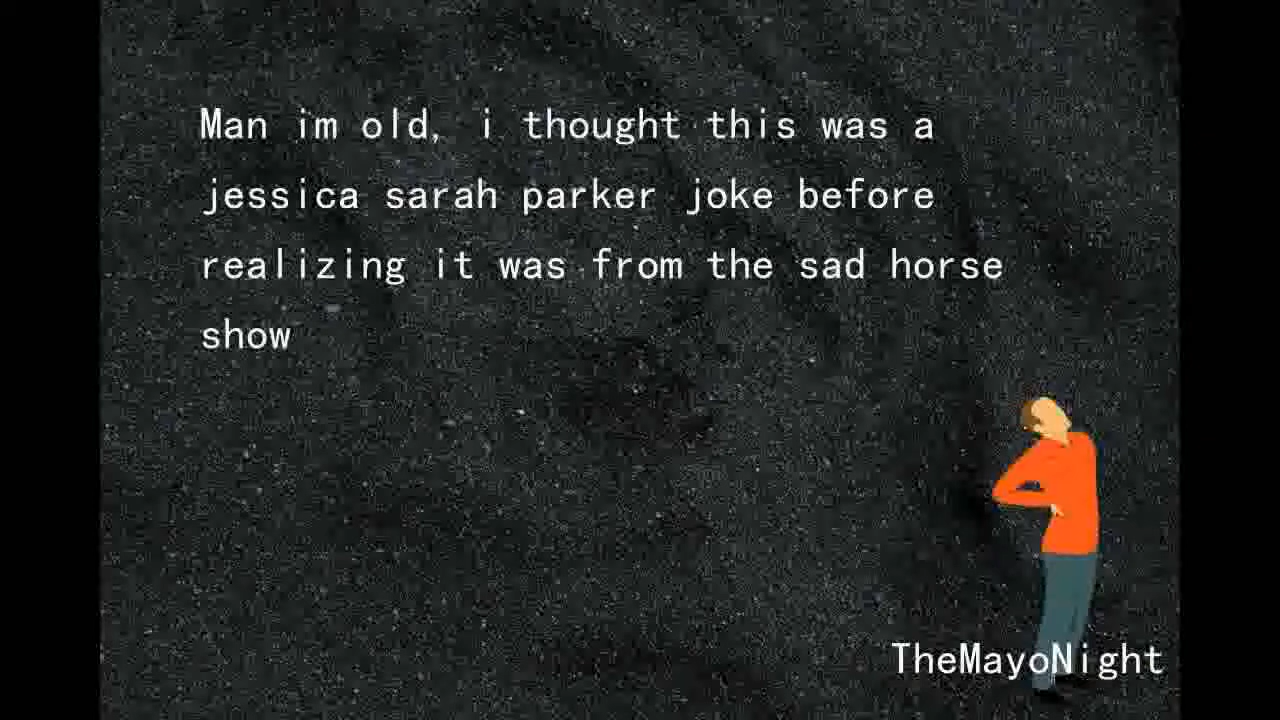 Man im old, i thought this was a
jessica sarah parker joke before
realizing it was from the sad horse
show
TheMayoNight